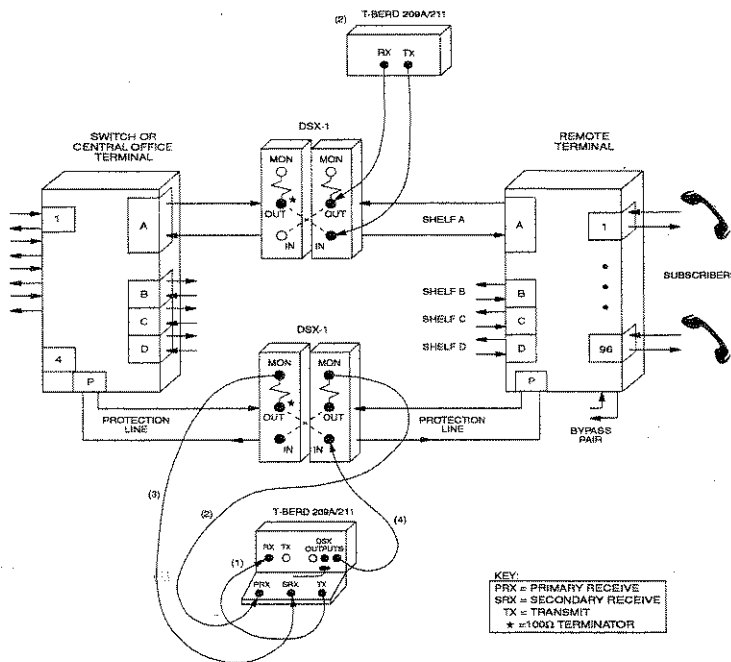 (2)
T-BERD 209A/211
RX TX
DSX-1
SWITCH OR
CENTRAL OFFICE
TERMINAL
REMOTE
TERMINAL
MON
MON
OUT
★
OUT
IN
IN
1
A
SHELF A
A
1
SUBSCRIBERS
B
C
D
SHELF B
SHELF C
SHELF D
B
C
D
96
4
P
DSX-1
MON
MON
P
OUT
★
OUT
IN
IN
PROTECTION
LINE
PROTECTION
LINE
BYPASS
PAIR
(3)
(2)
(4)
T-BERD 209A/211
(1)
RX TX
DSX
OUTPUTS
PRX SRX TX
KEY:
PRX = PRIMARY RECEIVE
SRX = SECONDARY RECEIVE
TX = TRANSMIT
★ =100Ω TERMINATOR